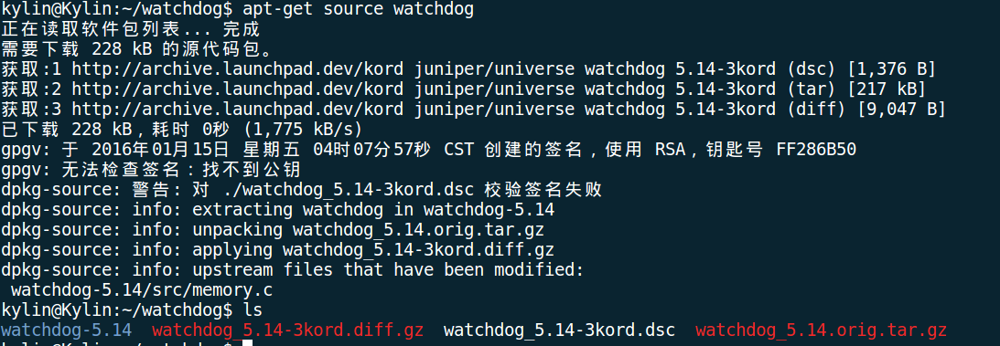 kylin@Kylin:~/watchdog$ apt-get source watchdog
正在读取软件包列表... 完成
需要下载 228 kB 的源代码包。
获取:1 http://archive.launchpad.dev/kord juniper/universe watchdog 5.14-3kord (dsc) [1,376 B]
获取:2 http://archive.launchpad.dev/kord juniper/universe watchdog 5.14-3kord (tar) [217 kB]
获取:3 http://archive.launchpad.dev/kord juniper/universe watchdog 5.14-3kord (diff) [9,047 B]
已下载 228 kB，耗时 0秒 (1,775 kB/s)
gpgv: 于 2016年01月15日 星期五 04时07分57秒 CST 创建的签名，使用 RSA，钥匙号 FF286B50
gpgv: 无法检查签名：找不到公钥
dpkg-source: 警告: 对 ./watchdog_5.14-3kord.dsc 校验签名失败
dpkg-source: info: extracting watchdog in watchdog-5.14
dpkg-source: info: unpacking watchdog_5.14.orig.tar.gz
dpkg-source: info: applying watchdog_5.14-3kord.diff.gz
dpkg-source: info: upstream files that have been modified:
 watchdog-5.14/src/memory.c
kylin@Kylin:~/watchdog$ ls
watchdog-5.14  watchdog_5.14-3kord.diff.gz  watchdog_5.14-3kord.dsc  watchdog_5.14.orig.tar.gz
kylin@Kylin:~/watchdog$